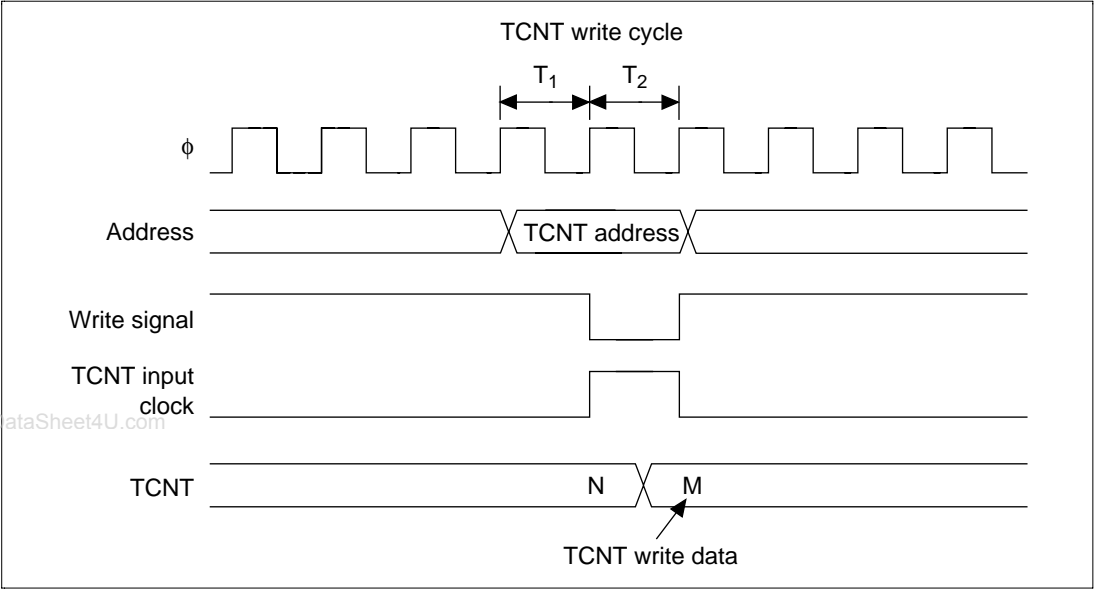 TCNT write cycle
T1 T2
ϕ
Address
TCNT address
Write signal
TCNT input
clock
ataSheet4U.com
TCNT
N M
TCNT write data